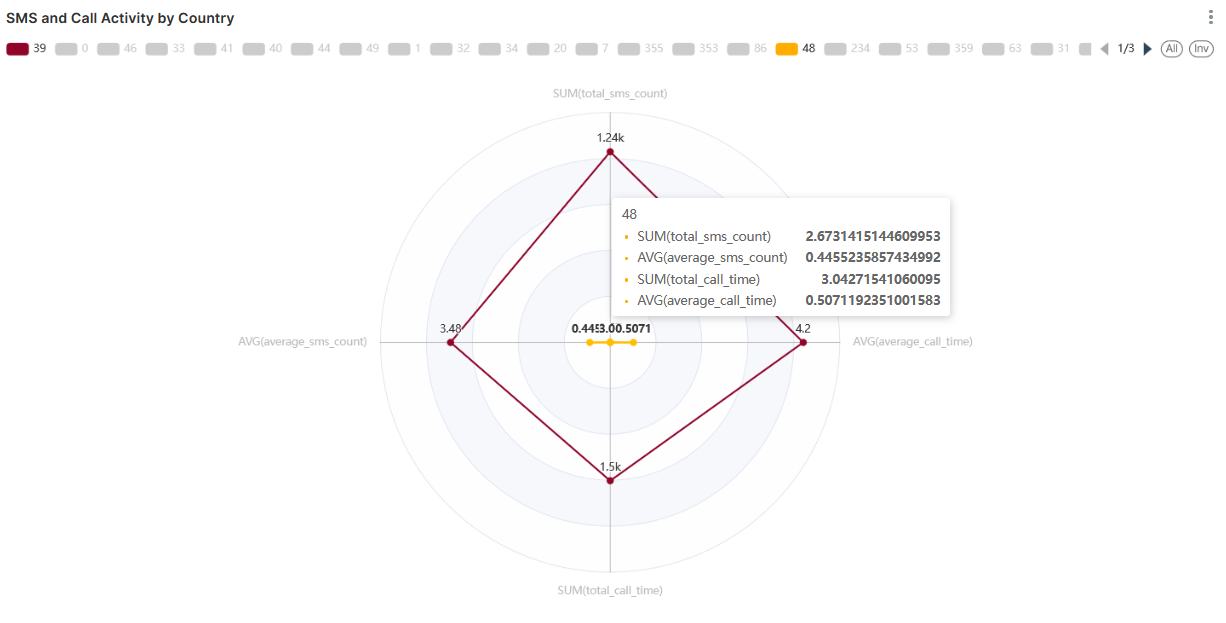 SMS and Call Activity by Country
39 0 46 33 41 40 44 49 1 32 34 20 7 355 353 86 48 234 53 359 63 31 1/3 All Inv
SUM(total_sms_count)
1.24k
48
SUM(total_sms_count) 2.6731415144609953
AVG(average_sms_count) 0.4455235857434992
SUM(total_call_time) 3.04271541060095
AVG(average_call_time) 0.5071192351001583
3.48 0.4453.00.5071 4.2
AVG(average_sms_count) AVG(average_call_time)
1.5k
SUM(total_call_time)